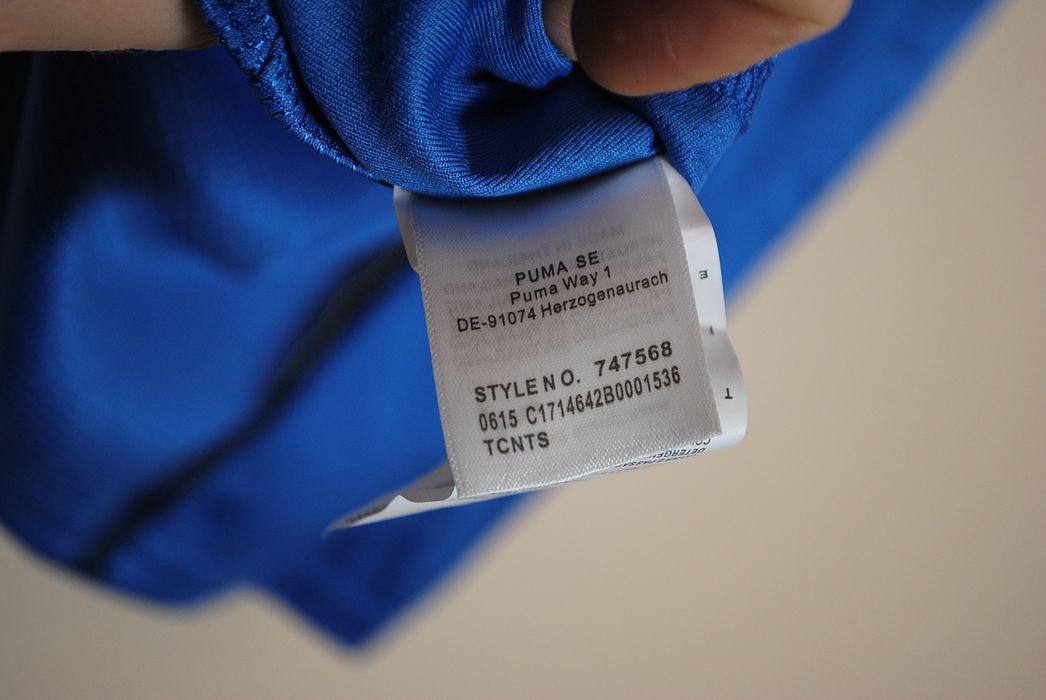 PUMA SE
Puma Way 1
DE-91074 Herzogenaurach
STYLE NO. 747568
0615 C1714642B0001536
TCNTS
E
I
T